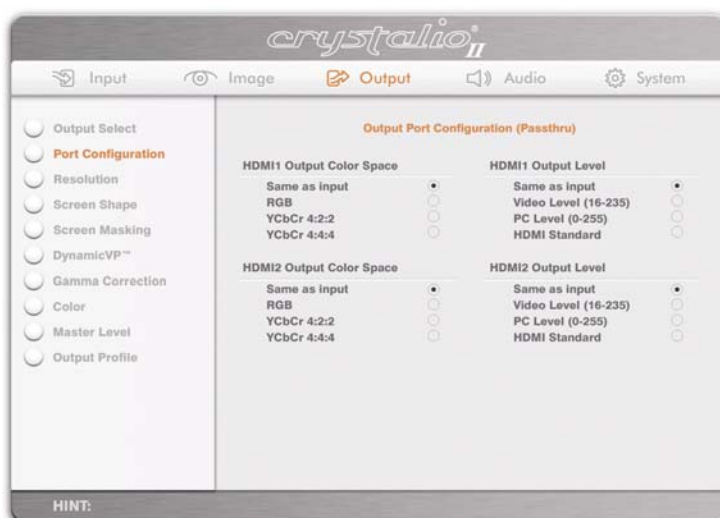 crystalio® II
Input Image Output Audio System
Output Select
Port Configuration
Resolution
Screen Shape
Screen Masking
DynamicVP™
Gamma Correction
Color
Master Level
Output Profile
Output Port Configuration (Passthru)
HDMI1 Output Color Space
Same as input
RGB
YCbCr 4:2:2
YCbCr 4:4:4
HDMI1 Output Level
Same as input
Video Level (16-235)
PC Level (0-255)
HDMI Standard
HDMI2 Output Color Space
Same as input
RGB
YCbCr 4:2:2
YCbCr 4:4:4
HDMI2 Output Level
Same as input
Video Level (16-235)
PC Level (0-255)
HDMI Standard
HINT: